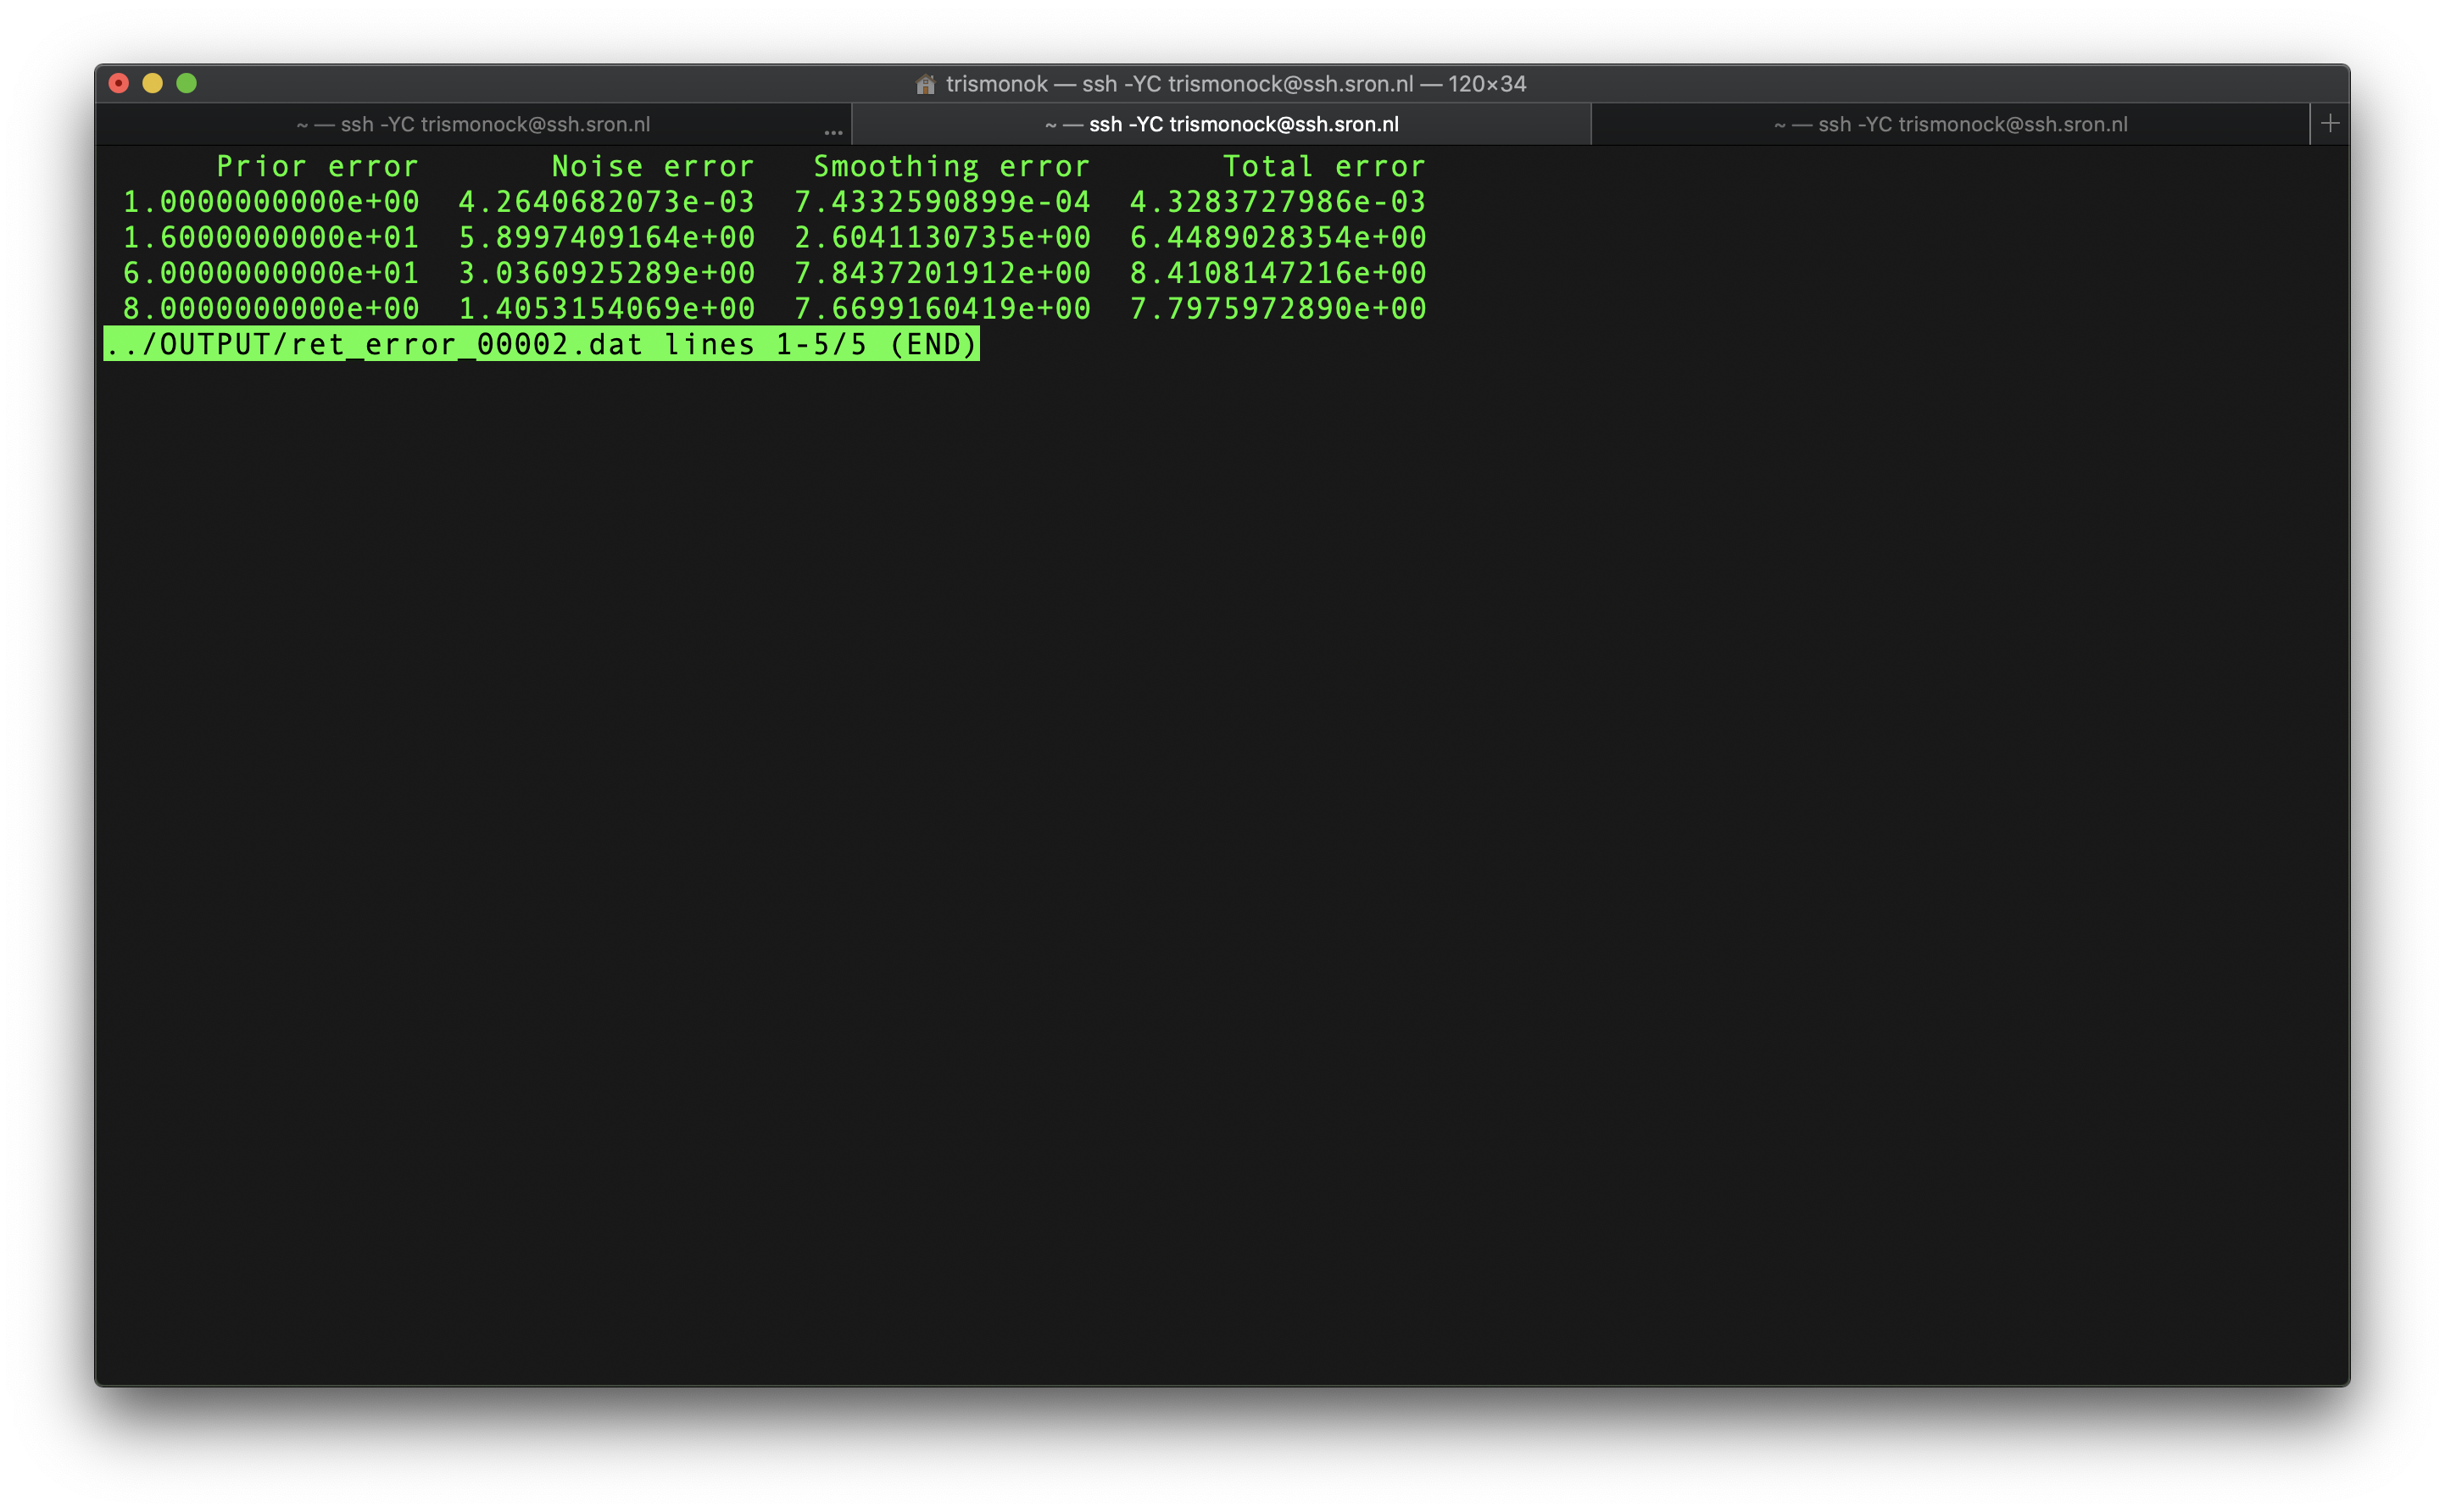 trismonok — ssh -YC trismonock@ssh.sron.nl — 120×34
~ — ssh -YC trismonock@ssh.sron.nl ... ~ — ssh -YC trismonock@ssh.sron.nl ~ — ssh -YC trismonock@ssh.sron.nl +
Prior error Noise error Smoothing error Total error
1.0000000000e+00 4.2640682073e-03 7.4332590899e-04 4.3283727986e-03
1.6000000000e+01 5.8997409164e+00 2.6041130735e+00 6.4489028354e+00
6.0000000000e+01 3.0360925289e+00 7.8437201912e+00 8.4108147216e+00
8.0000000000e+00 1.4053154069e+00 7.6699160419e+00 7.7975972890e+00
../OUTPUT/ret_error_00002.dat lines 1-5/5 (END)